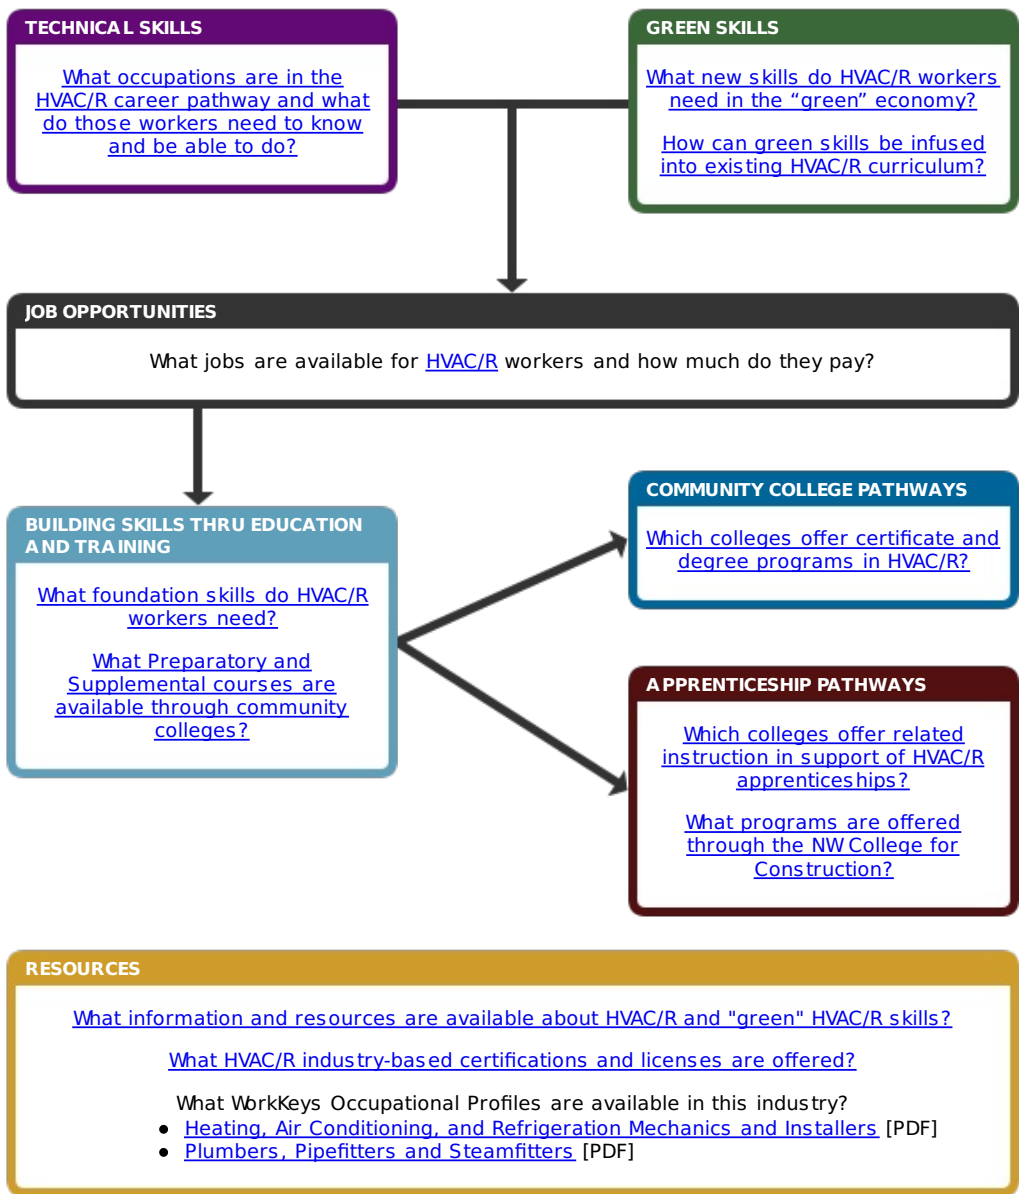 TECHNICAL SKILLS
What occupations are in the
HVAC/R career pathway and what
do those workers need to know
and be able to do?
GREEN SKILLS
What new skills do HVAC/R workers
need in the “green” economy?
How can green skills be infused
into existing HVAC/R curriculum?
JOB OPPORTUNITIES
What jobs are available for HVAC/R workers and how much do they pay?
BUILDING SKILLS THRU EDUCATION
AND TRAINING
What foundation skills do HVAC/R
workers need?
What Preparatory and
Supplemental courses are
available through community
colleges?
COMMUNITY COLLEGE PATHWAYS
Which colleges offer certificate and
degree programs in HVAC/R?
APPRENTICESHIP PATHWAYS
Which colleges offer related
instruction in support of HVAC/R
apprenticeships?
What programs are offered
through the NW College for
Construction?
RESOURCES
What information and resources are available about HVAC/R and "green" HVAC/R skills?
What HVAC/R industry-based certifications and licenses are offered?
What WorkKeys Occupational Profiles are available in this industry?
● Heating, Air Conditioning, and Refrigeration Mechanics and Installers [PDF]
● Plumbers, Pipefitters and Steamfitters [PDF]